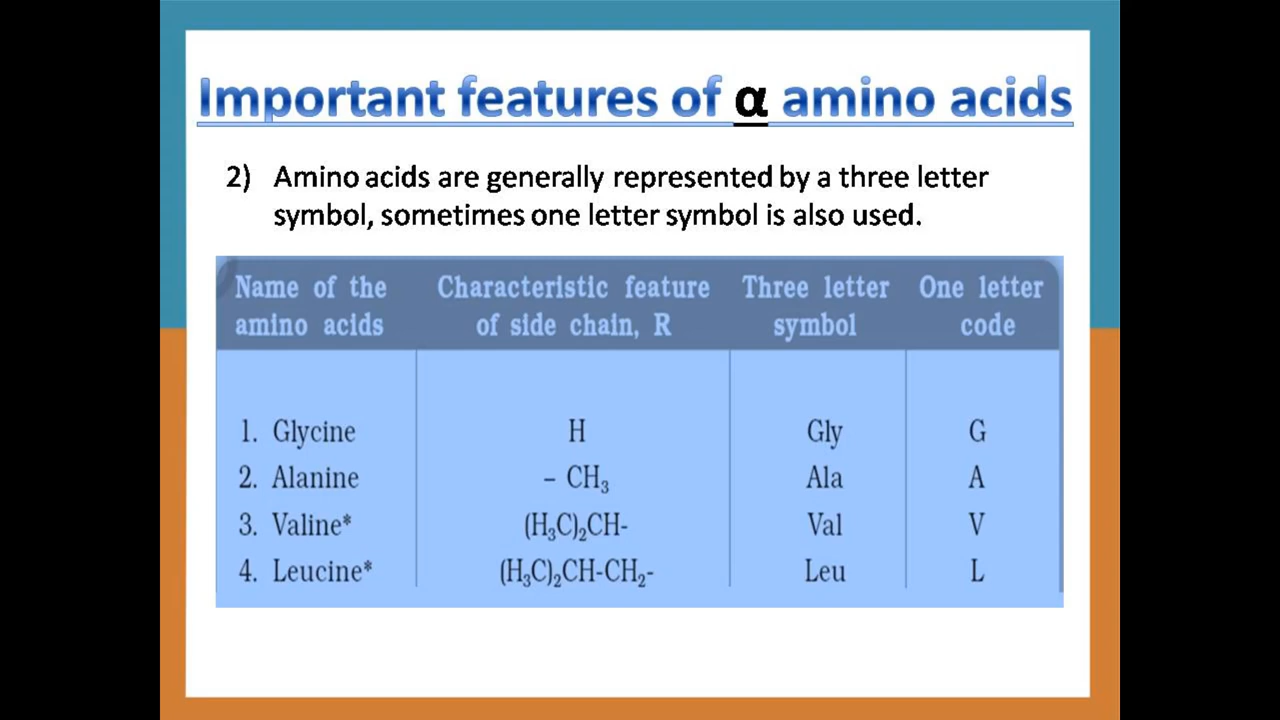 Important features of α amino acids
2) Amino acids are generally represented by a three letter
symbol, sometimes one letter symbol is also used.
Name of the amino acids Characteristic feature of side chain, R Three letter symbol One letter code
1. Glycine H Gly G
2. Alanine – CH₃ Ala A
3. Valine* (H₃C)₂CH- Val V
4. Leucine* (H₃C)₂CH-CH₂- Leu L